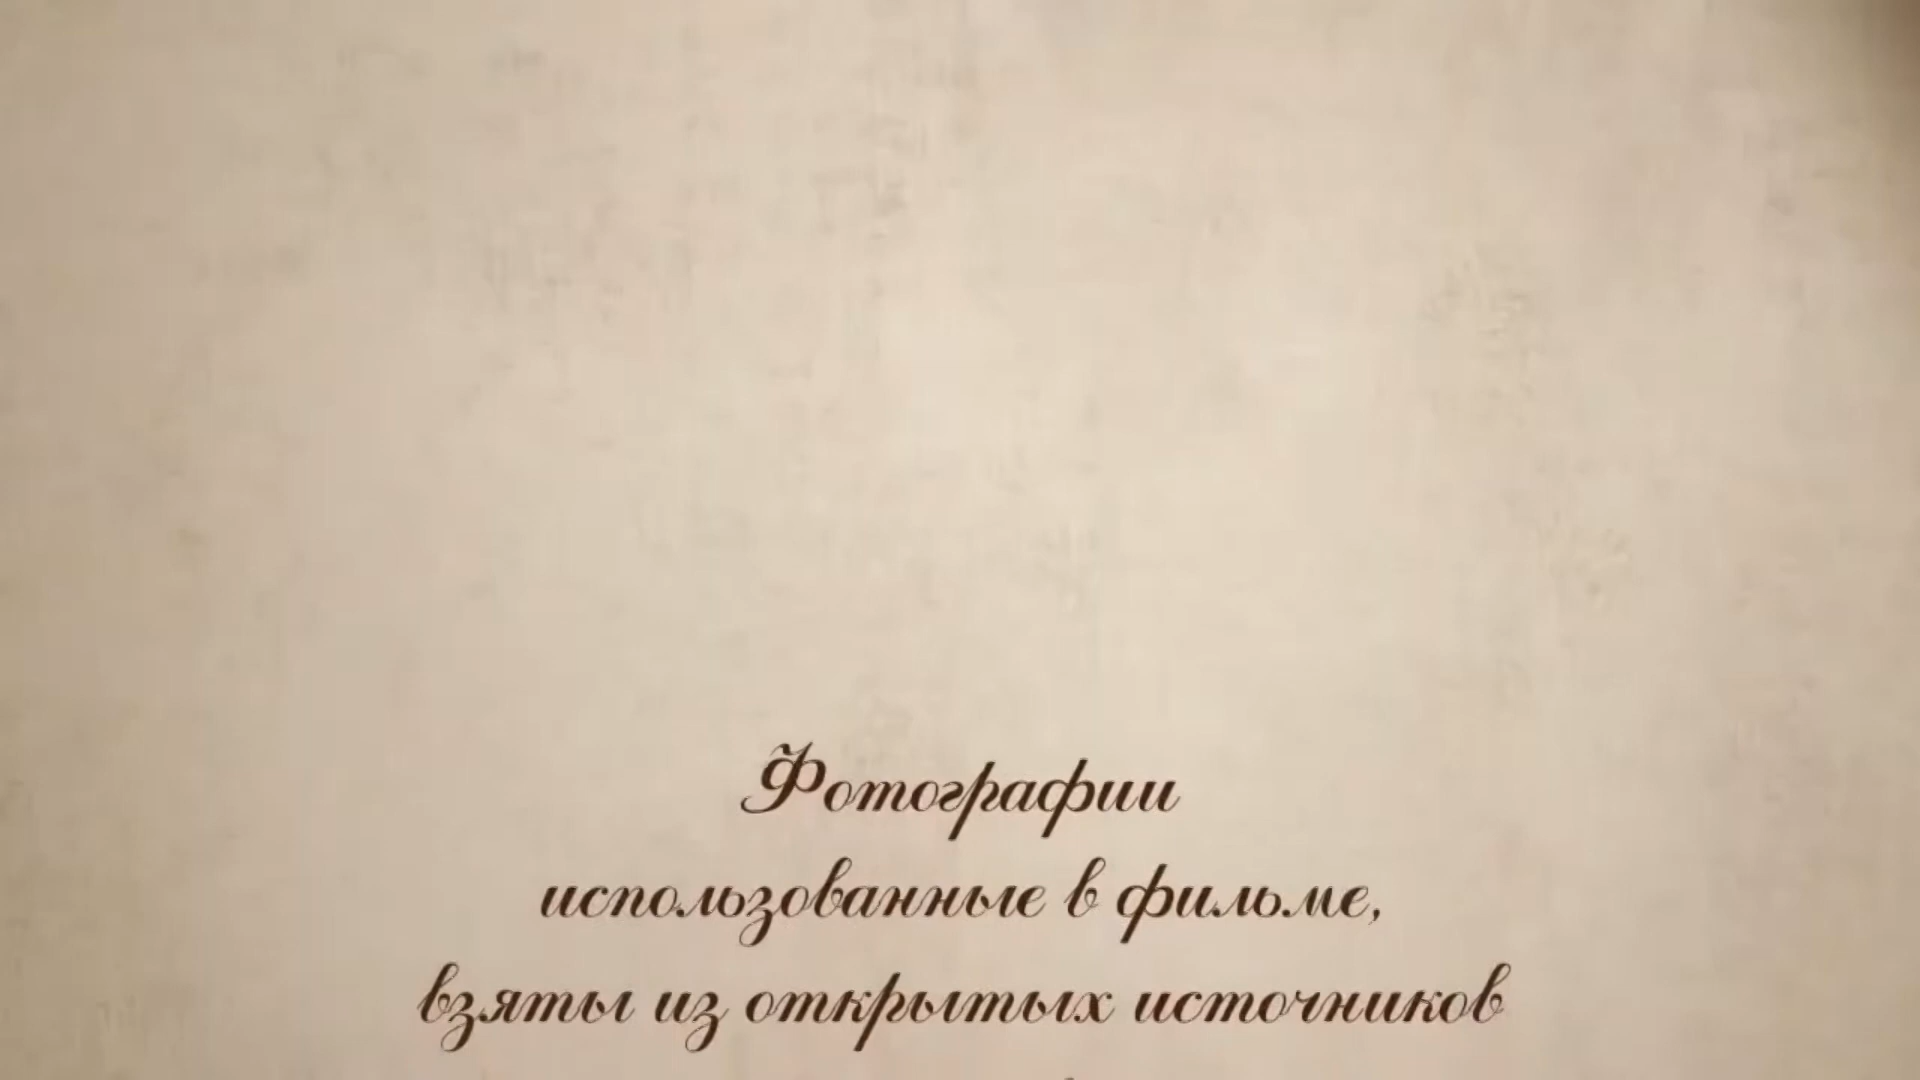 Фотографии
использованные в фильме,
взяты из открытых источников